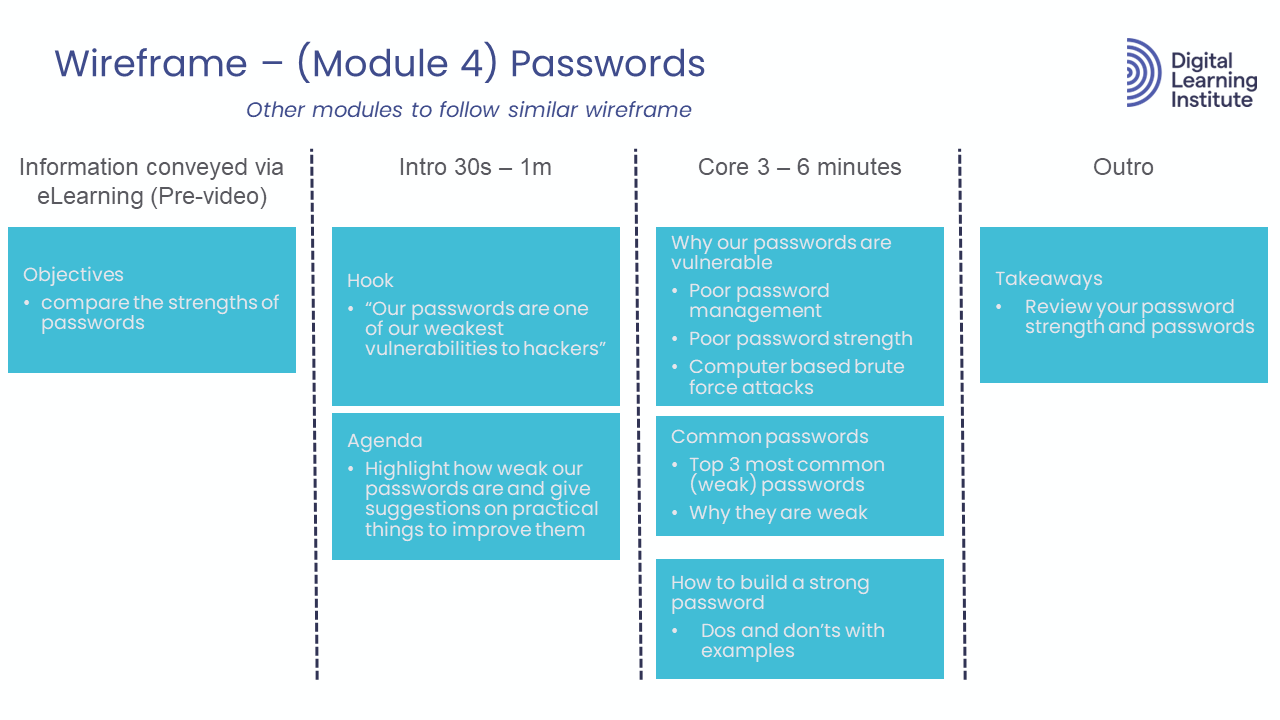 Wireframe – (Module 4) Passwords
Other modules to follow similar wireframe
Digital
Learning
Institute
Information conveyed via
eLearning (Pre-video)
Objectives
• compare the strengths of
passwords
Intro 30s – 1m
Hook
• “Our passwords are one
of our weakest
vulnerabilities to hackers”
Agenda
• Highlight how weak our
passwords are and give
suggestions on practical
things to improve them
Core 3 – 6 minutes
Why our passwords are
vulnerable
• Poor password
management
• Poor password strength
• Computer based brute
force attacks
Common passwords
• Top 3 most common
(weak) passwords
• Why they are weak
How to build a strong
password
• Dos and don’ts with
examples
Outro
Takeaways
• Review your password
strength and passwords